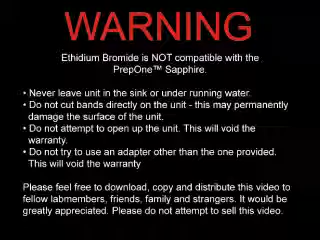 WARNING
Ethidium Bromide is NOT compatible with the
PrepOne™ Sapphire.
• Never leave unit in the sink or under running water.
• Do not cut bands directly on the unit - this may permanently
damage the surface of the unit.
• Do not attempt to open up the unit. This will void the
warranty.
• Do not try to use an adapter other than the one provided.
This will void the warranty
Please feel free to download, copy and distribute this video to
fellow labmembers, friends, family and strangers. It would be
greatly appreciated. Please do not attempt to sell this video.